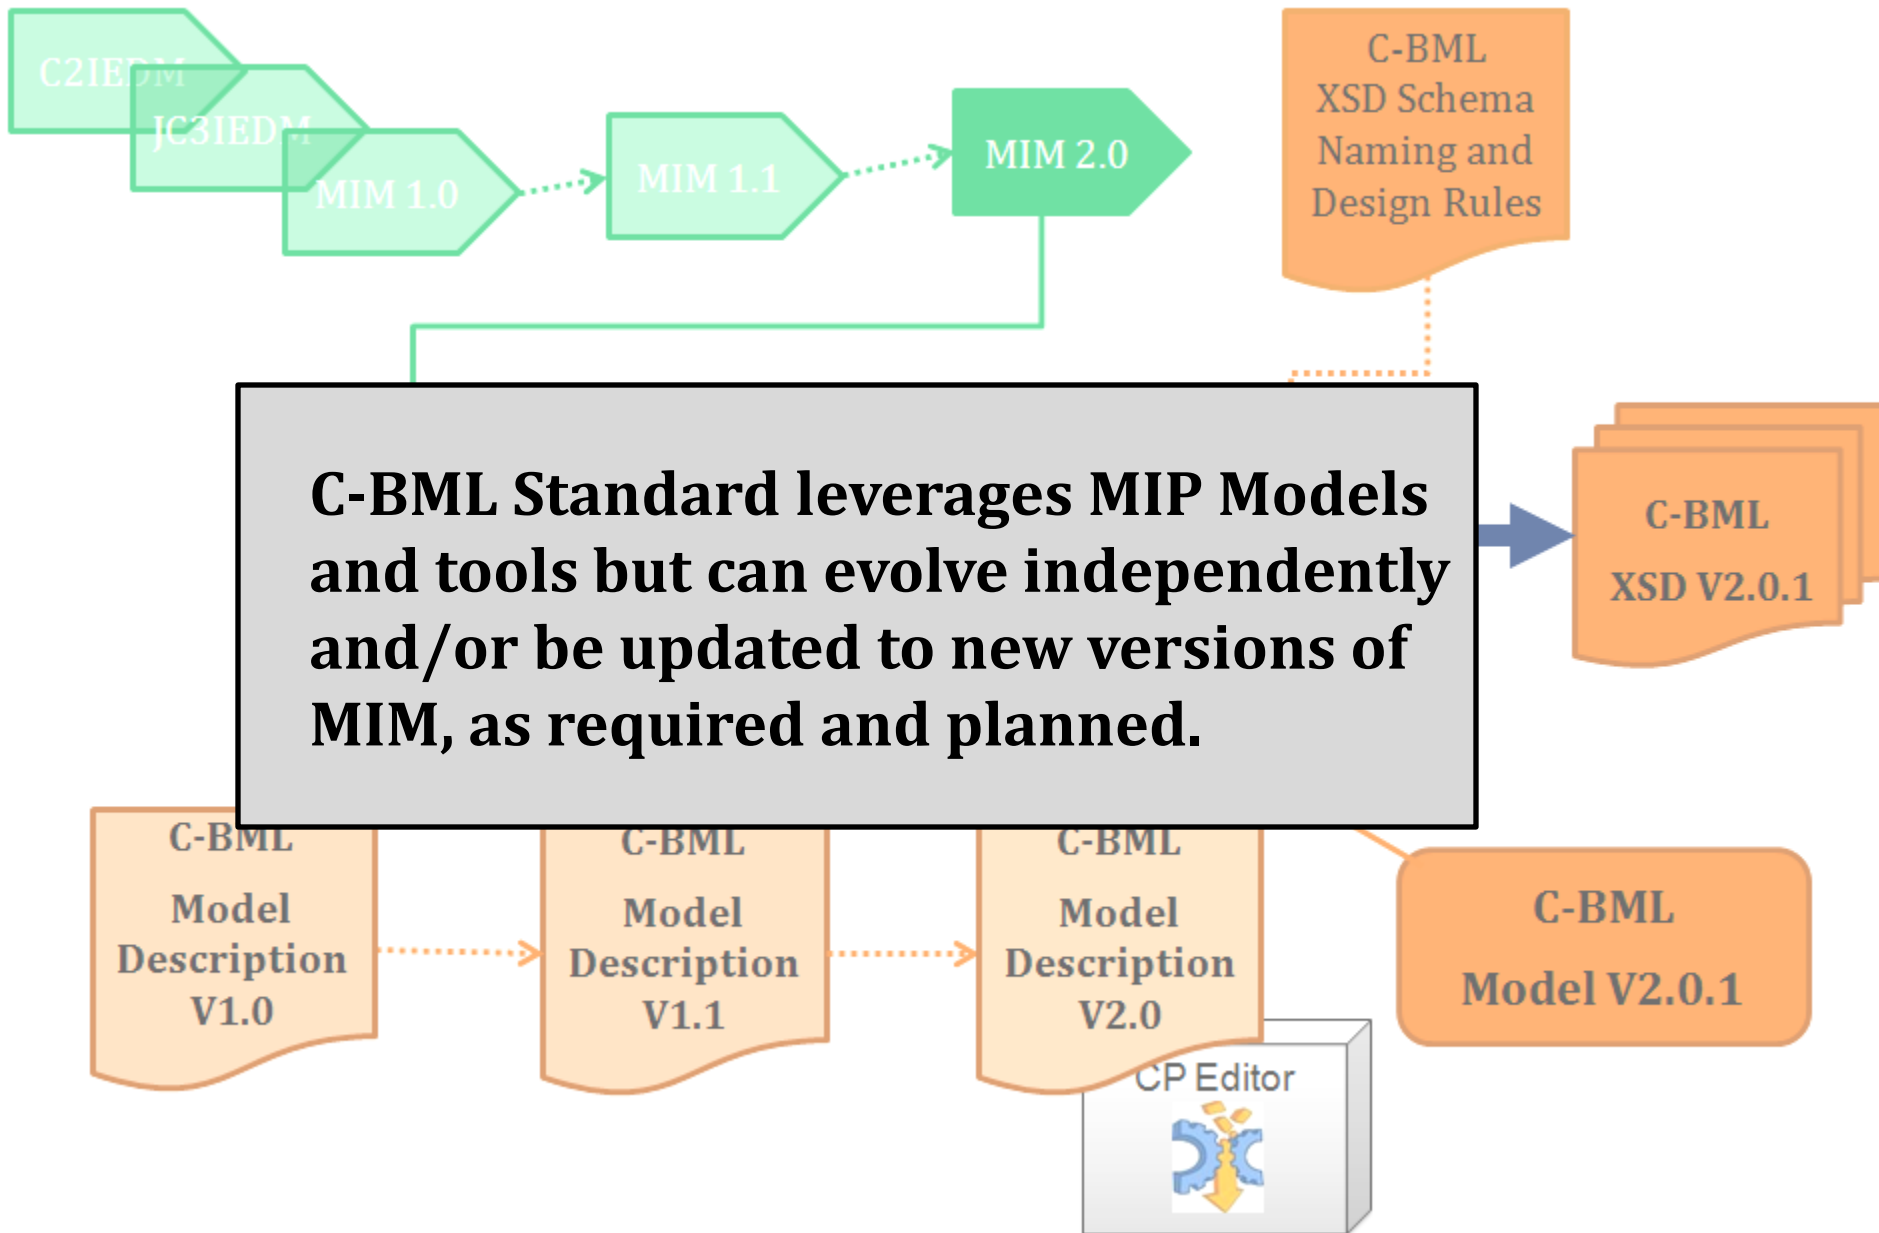 C2IEDM
JC3IEDM
MIM 1.0
MIM 1.1
MIM 2.0
C-BML
XSD Schema
Naming and
Design Rules
C-BML Standard leverages MIP Models
and tools but can evolve independently
and/or be updated to new versions of
MIM, as required and planned.
C-BML
XSD V2.0.1
C-BML
Model
Description
V1.0
C-BML
Model
Description
V1.1
C-BML
Model
Description
V2.0
C-BML
Model V2.0.1
CP Editor